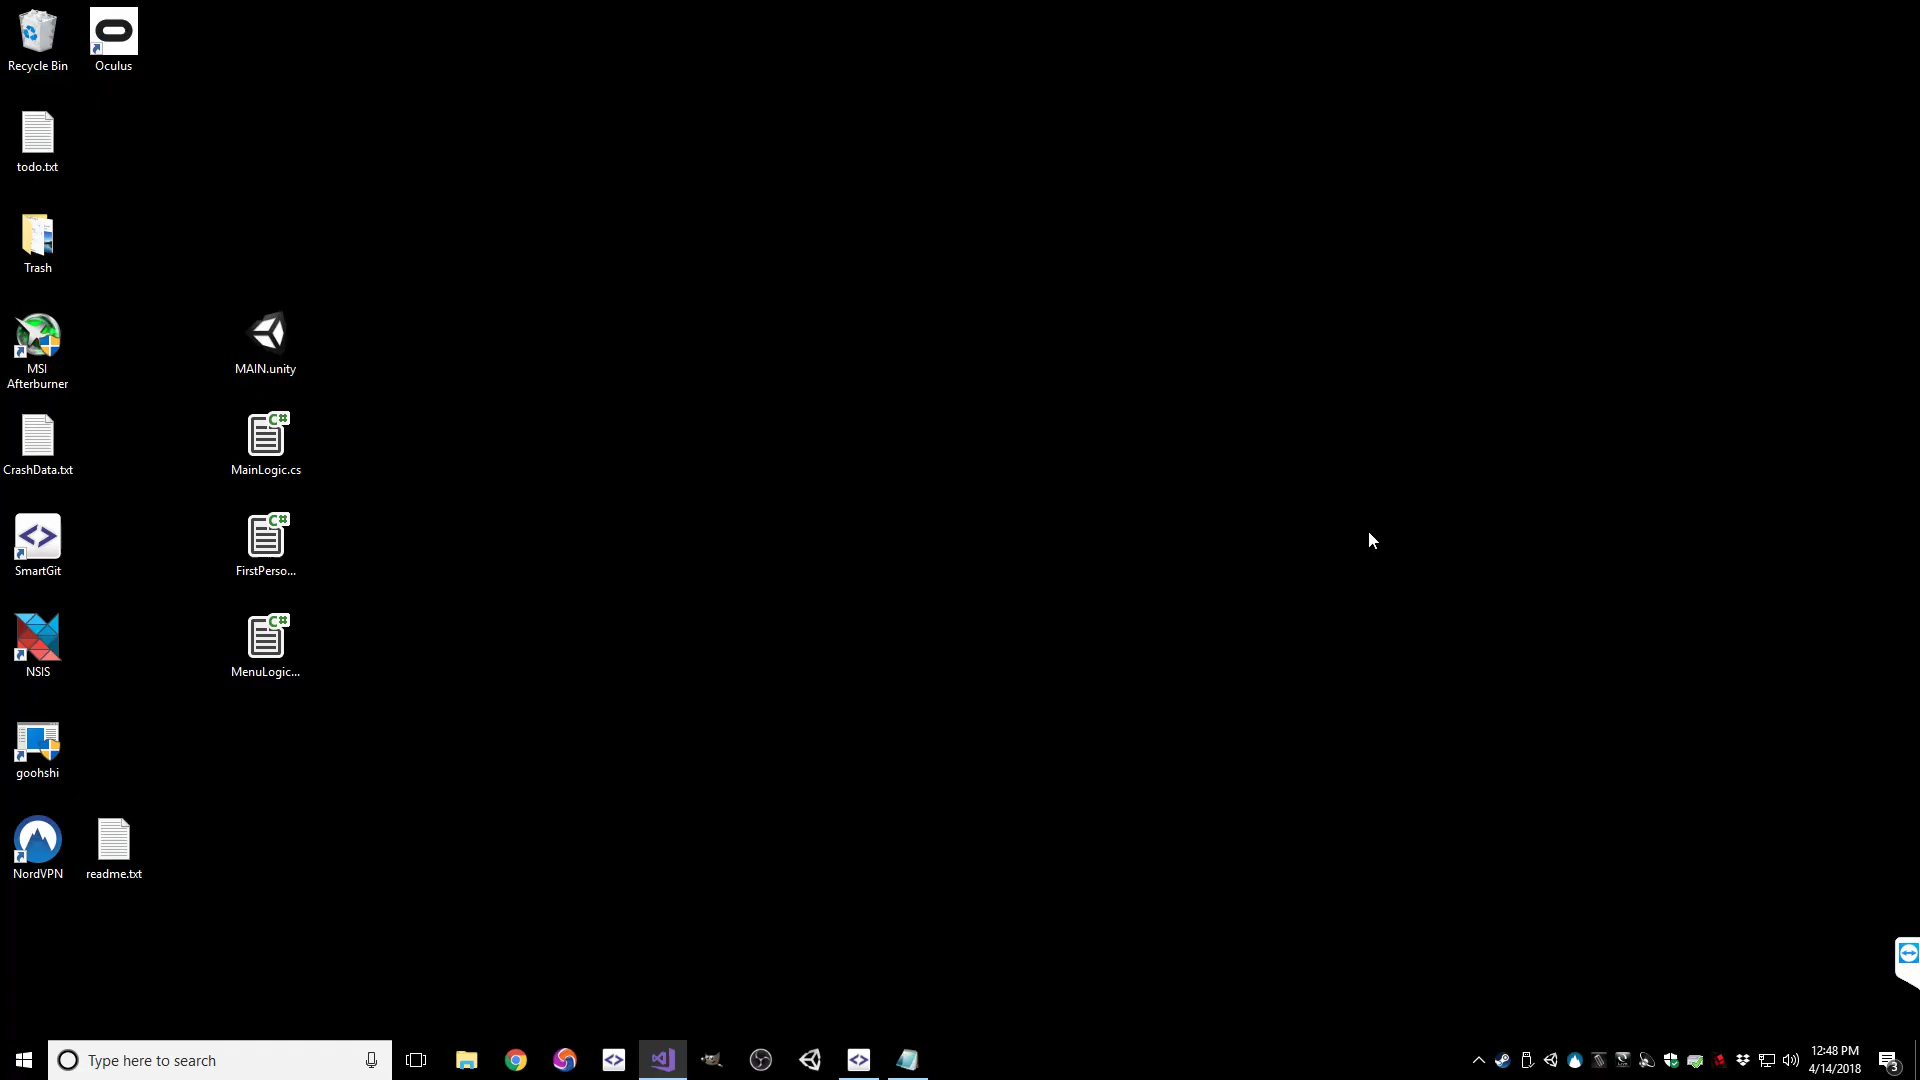 Recycle Bin
Oculus
todo.txt
Trash
MSI
Afterburner
MAIN.unity
CrashData.txt
MainLogic.cs
SmartGit
FirstPerso...
NSIS
MenuLogic...
goohshi
NordVPN
readme.txt
Type here to search
12:48 PM
4/14/2018
3